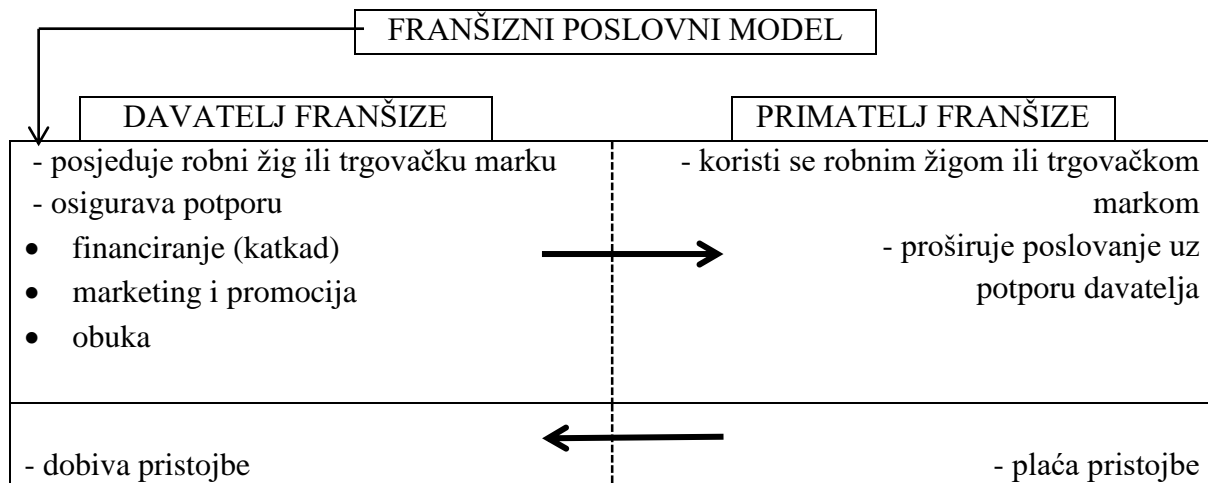 FRANŠIZNI POSLOVNI MODEL
DAVATELJ FRANŠIZE
- posjeduje robni žig ili trgovačku marku
- osigurava potporu
• financiranje (katkad)
• marketing i promocija
• obuka
- dobiva pristojbe
PRIMATELJ FRANŠIZE
- koristi se robnim žigom ili trgovačkom
markom
- proširuje poslovanje uz
potporu davatelja
- plaća pristojbe